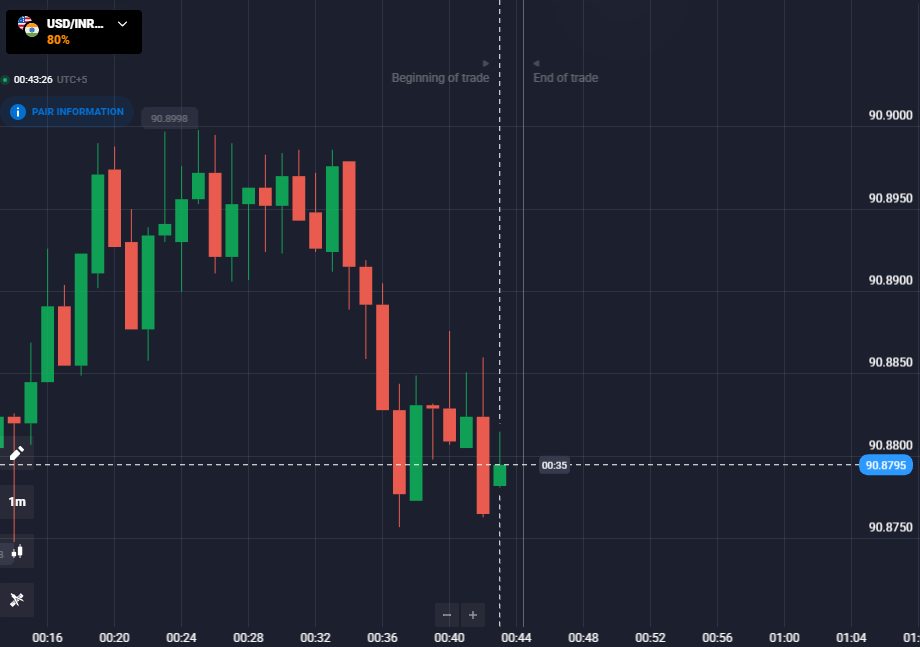 USD/INR...
80%
00:43:26 UTC+5
Beginning of trade
End of trade
PAIR INFORMATION
90.8998
90.9000
90.8950
90.8900
90.8850
90.8800
00:35
90.8795
1m
90.8750
00:16 00:20 00:24 00:28 00:32 00:36 00:40 00:44 00:48 00:52 00:56 01:00 01:04 01: